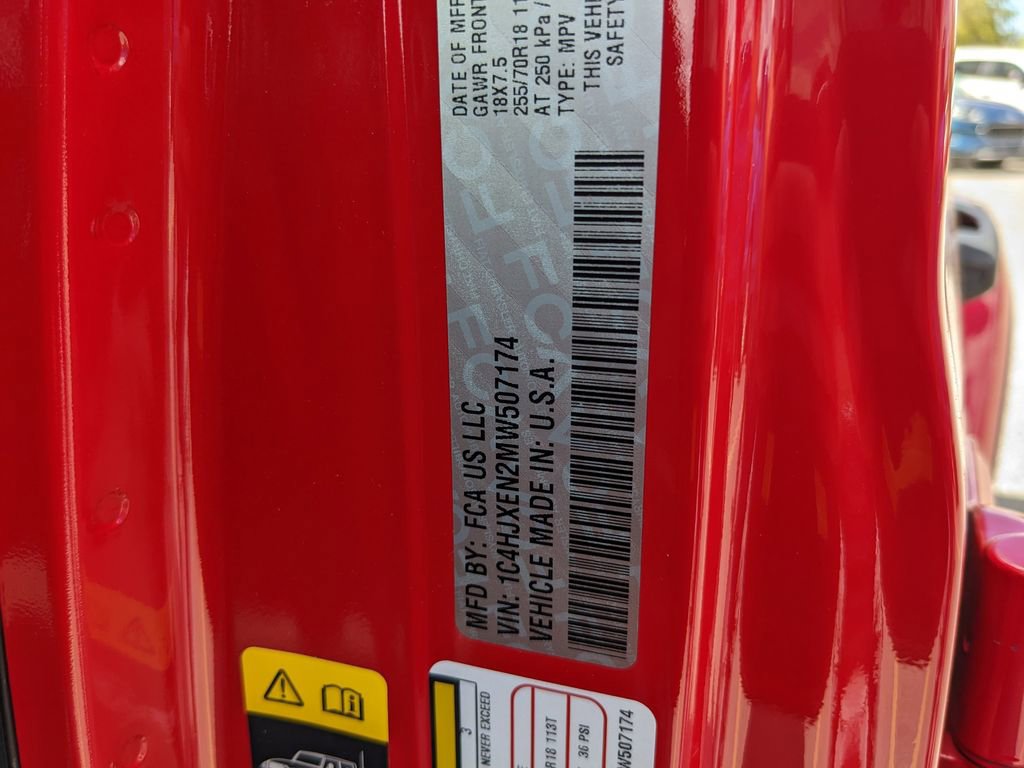 MFD BY: FCA US LLC
VIN: 1C4HJXEN2MW507174
VEHICLE MADE IN: U.S.A.
DATE OF MFR
GAWR FRONT
18X7.5
255/70R18 11
AT 250 kPa /
TYPE: MPV
THIS VEHI
SAFETY
3
NEVER EXCEED
R18 113T
36 PSI
W507174